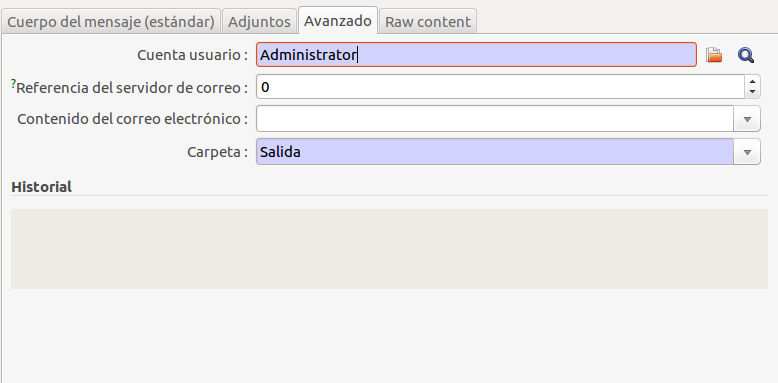 Cuerpo del mensaje (estándar) Adjuntos Avanzado Raw content
Cuenta usuario : Administrator
?Referencia del servidor de correo : 0
Contenido del correo electrónico :
Carpeta : Salida
Historial